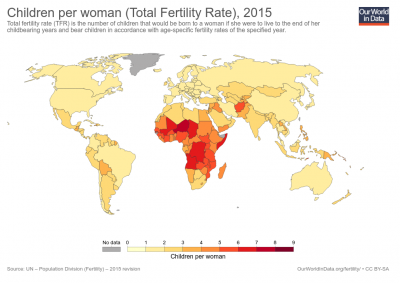 Children per woman (Total Fertility Rate), 2015
Total fertility rate (TFR) is the number of children that would be born to a woman if she were to live to the end of her
childbearing years and bear children in accordance with age-specific fertility rates of the specified year.
Our World
in Data
No data
0 1 2 3 4 5 6 7 8 9
Children per woman
Source: UN – Population Division (Fertility) – 2015 revision
OurWorldInData.org/fertility/ • CC BY-SA